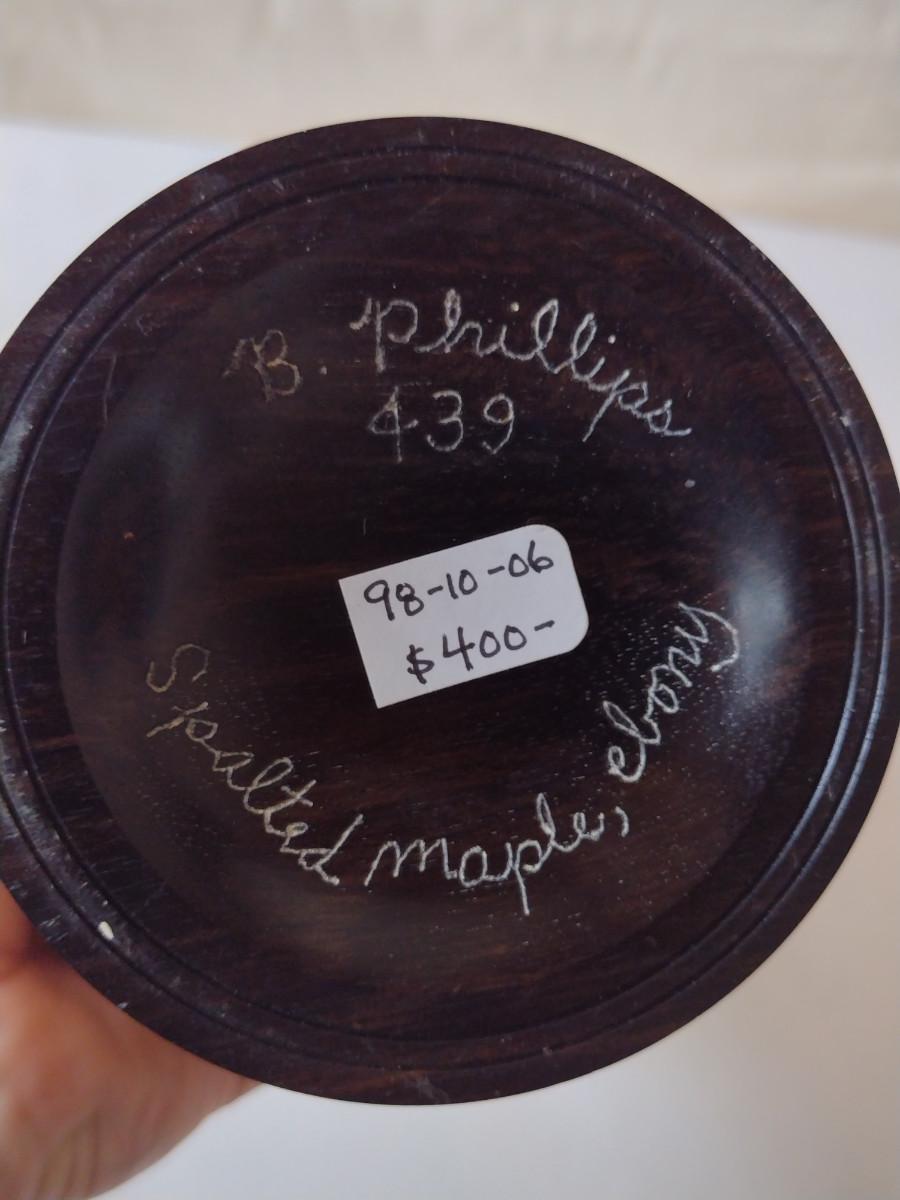 B. Phillips
439
98-10-06
$400-
Spalted maple, ebony